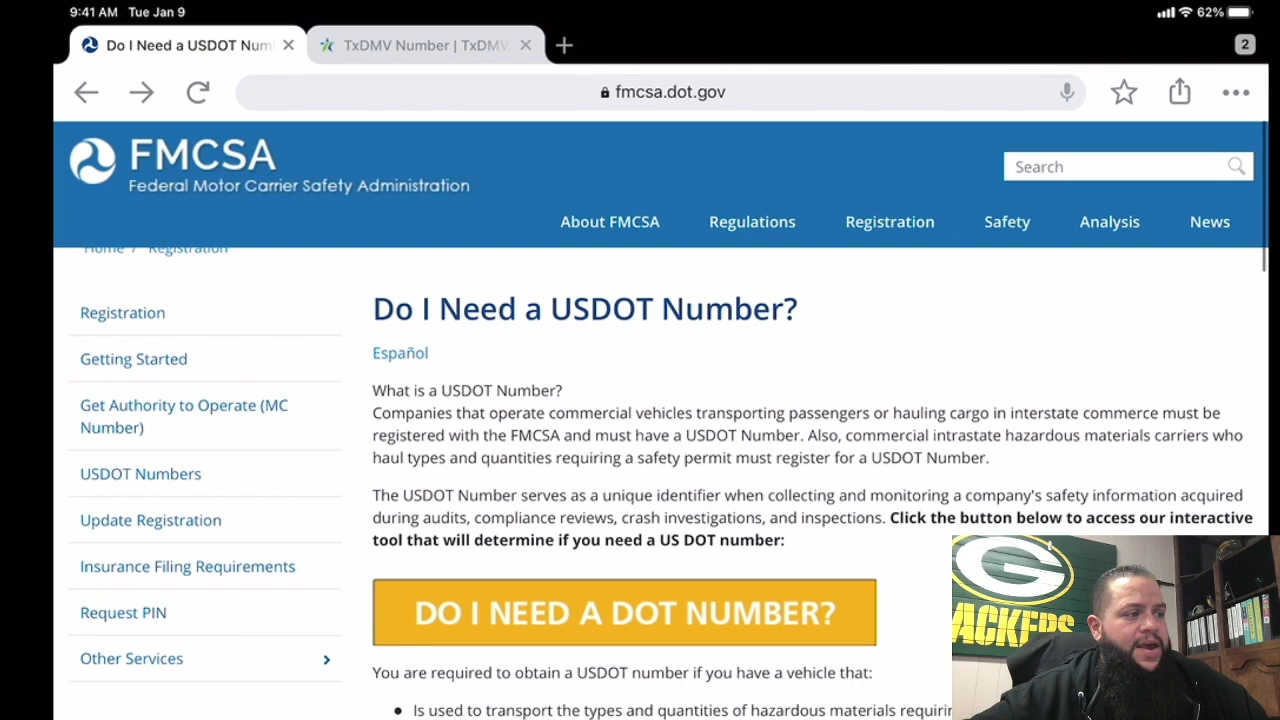 9:41 AM Tue Jan 9
62%
Do I Need a USDOT Num
TxDMV Number | TxDMV.
2
fmcsa.dot.gov
FMCSA
Federal Motor Carrier Safety Administration
Search
About FMCSA Regulations Registration Safety Analysis News
Home / Registration
Registration
Getting Started
Get Authority to Operate (MC
Number)
USDOT Numbers
Update Registration
Insurance Filing Requirements
Request PIN
Other Services
Do I Need a USDOT Number?
Español
What is a USDOT Number?
Companies that operate commercial vehicles transporting passengers or hauling cargo in interstate commerce must be
registered with the FMCSA and must have a USDOT Number. Also, commercial intrastate hazardous materials carriers who
haul types and quantities requiring a safety permit must register for a USDOT Number.
The USDOT Number serves as a unique identifier when collecting and monitoring a company's safety information acquired
during audits, compliance reviews, crash investigations, and inspections. Click the button below to access our interactive
tool that will determine if you need a US DOT number:
DO I NEED A DOT NUMBER?
You are required to obtain a USDOT number if you have a vehicle that:
• Is used to transport the types and quantities of hazardous materials requirin
G
PACKERS